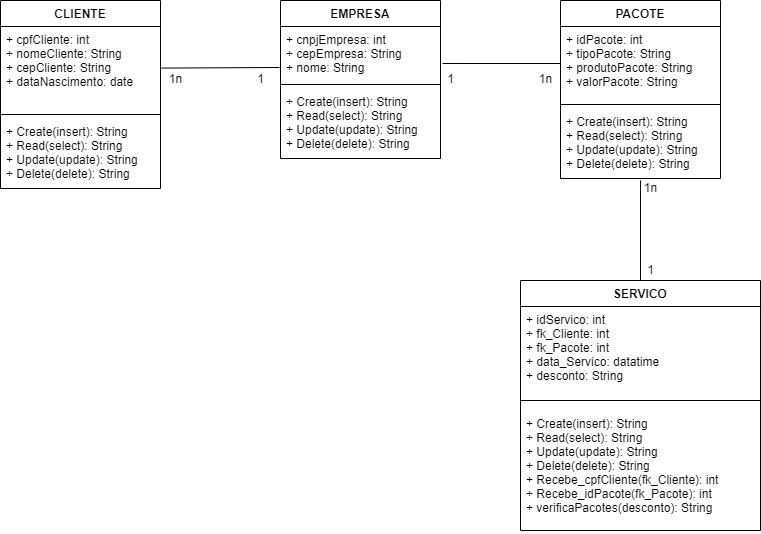 CLIENTE
+ cpfCliente: int
+ nomeCliente: String
+ cepCliente: String
+ dataNascimento: date
+ Create(insert): String
+ Read(select): String
+ Update(update): String
+ Delete(delete): String
1n
1
EMPRESA
+ cnpjEmpresa: int
+ cepEmpresa: String
+ nome: String
+ Create(insert): String
+ Read(select): String
+ Update(update): String
+ Delete(delete): String
1
1n
PACOTE
+ idPacote: int
+ tipoPacote: String
+ produtoPacote: String
+ valorPacote: String
+ Create(insert): String
+ Read(select): String
+ Update(update): String
+ Delete(delete): String
1n
1
SERVICO
+ idServico: int
+ fk_Cliente: int
+ fk_Pacote: int
+ data_Servico: datatime
+ desconto: String
+ Create(insert): String
+ Read(select): String
+ Update(update): String
+ Delete(delete): String
+ Recebe_cpfCliente(fk_Cliente): int
+ Recebe_idPacote(fk_Pacote): int
+ verificaPacotes(desconto): String